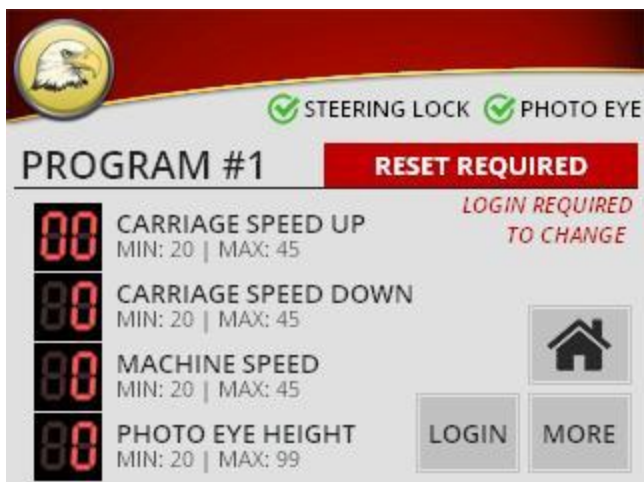 STEERING LOCK PHOTO EYE
PROGRAM #1 RESET REQUIRED
LOGIN REQUIRED
TO CHANGE
00 CARRIAGE SPEED UP
MIN: 20 | MAX: 45
0 CARRIAGE SPEED DOWN
MIN: 20 | MAX: 45
0 MACHINE SPEED
MIN: 20 | MAX: 45
0 PHOTO EYE HEIGHT
MIN: 20 | MAX: 99
LOGIN MORE